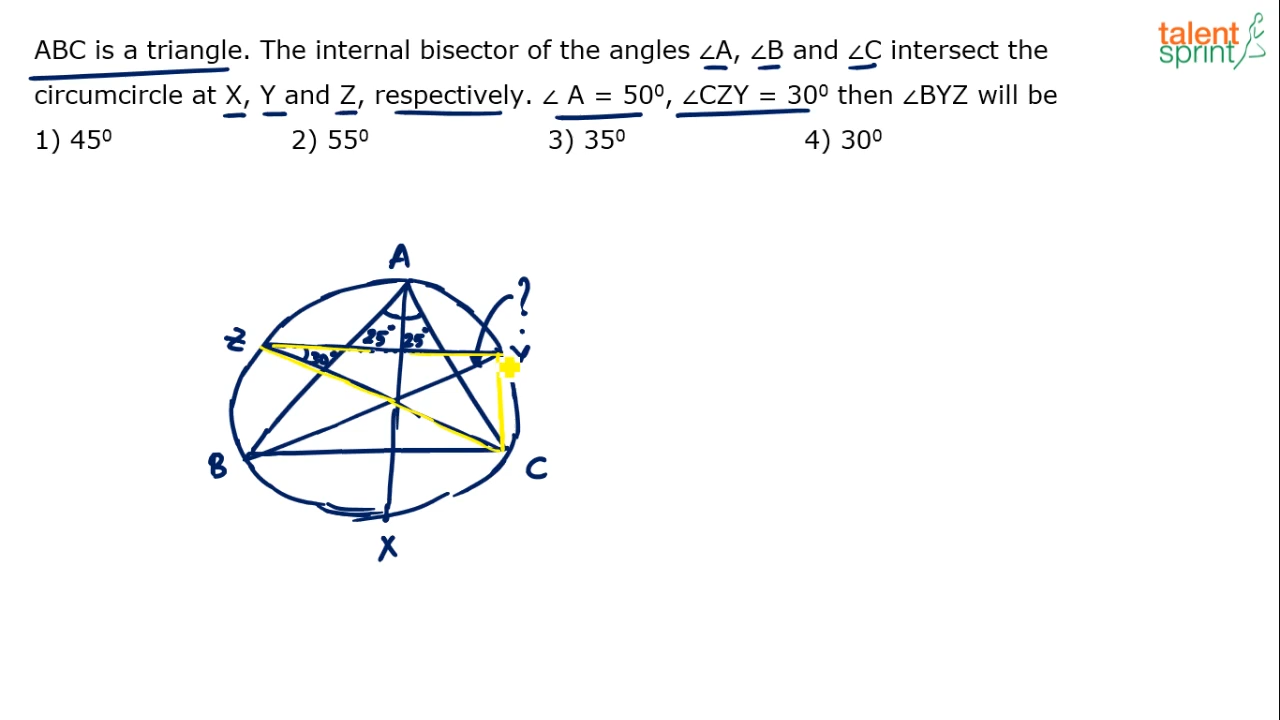 talent
sprint
ABC is a triangle. The internal bisector of the angles ∠A, ∠B and ∠C intersect the
circumcircle at X, Y and Z, respectively. ∠ A = 50⁰, ∠CZY = 30⁰ then ∠BYZ will be
1) 45⁰ 2) 55⁰ 3) 35⁰ 4) 30⁰
A
?
Z 25° 25° Y
30°
B C
X